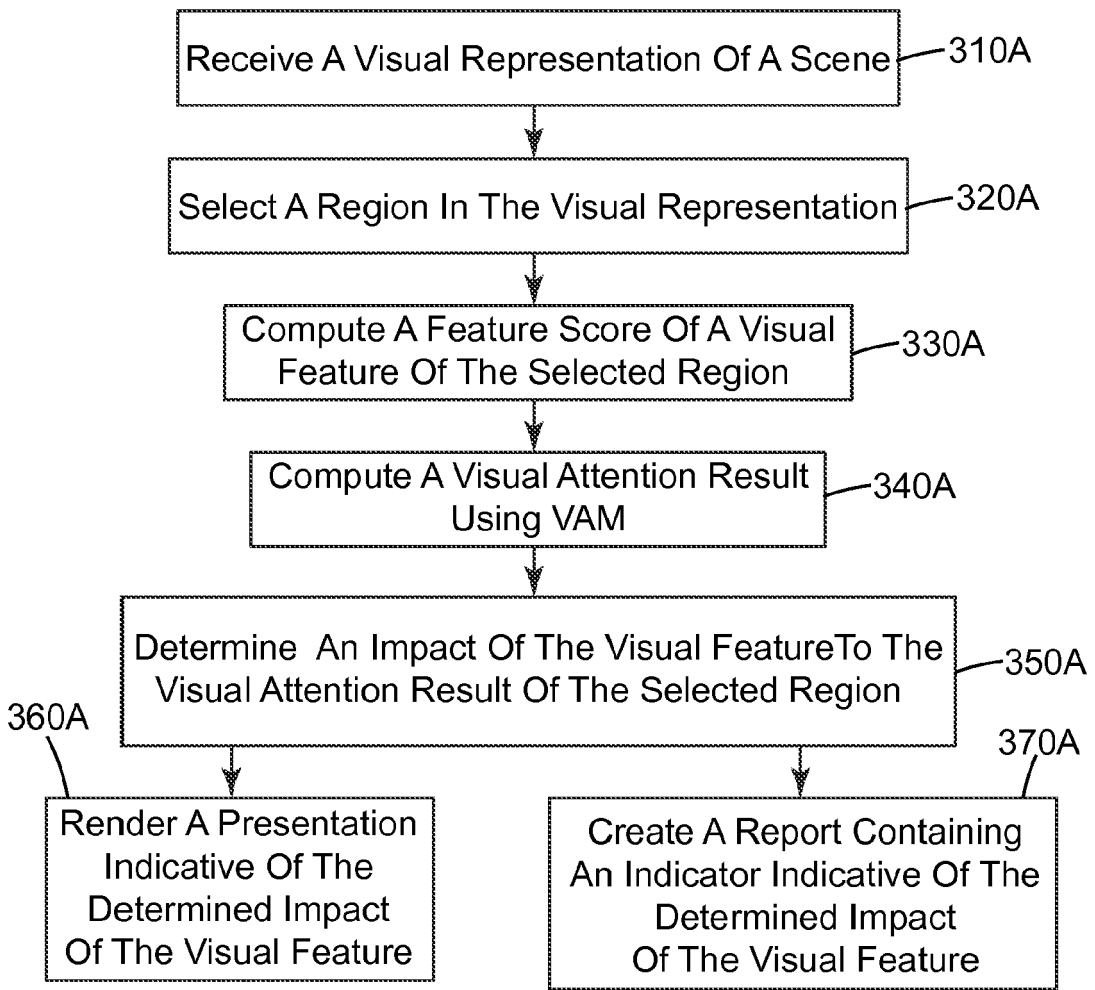 Receive A Visual Representation Of A Scene
310A
Select A Region In The Visual Representation
320A
Compute A Feature Score Of A Visual
Feature Of The Selected Region
330A
Compute A Visual Attention Result
Using VAM
340A
Determine An Impact Of The Visual FeatureTo The
Visual Attention Result Of The Selected Region
350A
360A
Render A Presentation
Indicative Of The
Determined Impact
Of The Visual Feature
370A
Create A Report Containing
An Indicator Indicative Of The
Determined Impact
Of The Visual Feature